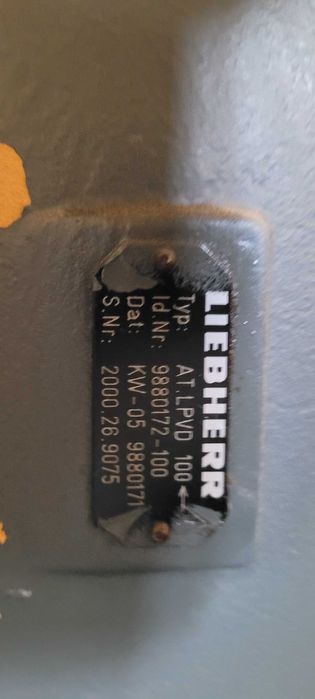 LIEBHERR
Typ: AT.LPVD 100←
Id.Nr: 9880172-100
Dat: KW-05 9880171
S.Nr: 2000.26.9075